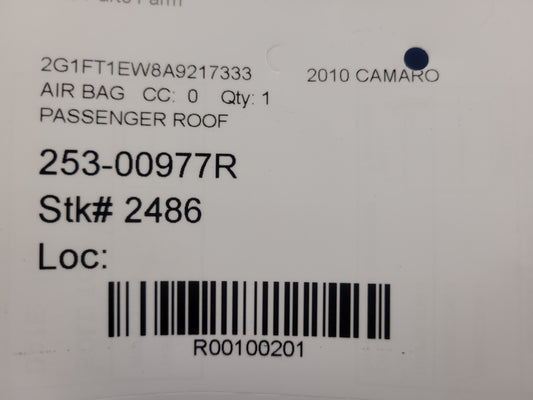 2G1FT1EW8A9217333 2010 CAMARO
AIR BAG CC: 0 Qty: 1
PASSENGER ROOF
253-00977R
Stk# 2486
Loc:
R00100201